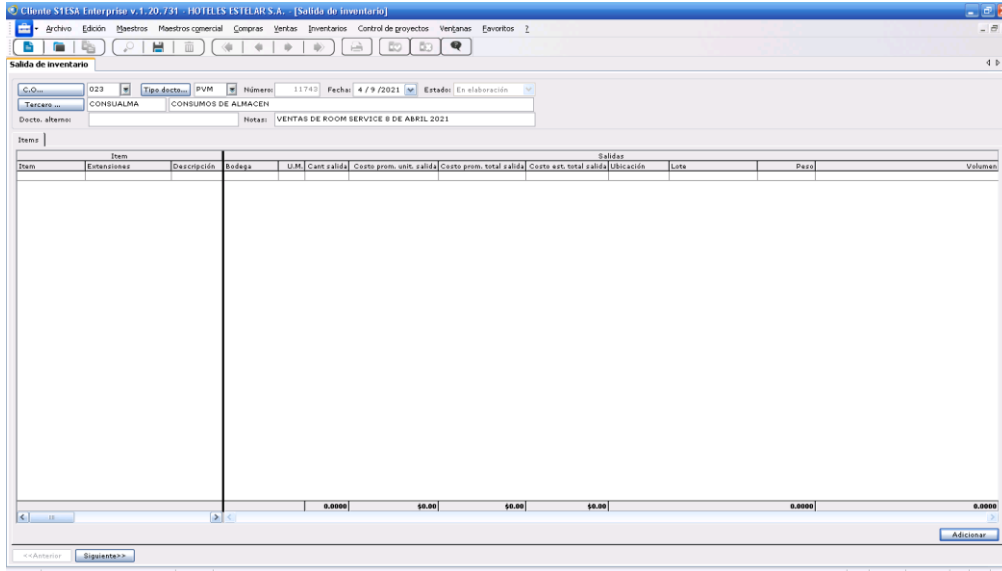 Cliente S1ESA Enterprise v.1.20.731 - HOTELES ESTELAR S.A. - [Salida de inventario]
Archivo Edición Maestros Maestros comercial Compras Ventas Inventarios Control de proyectos Ventanas Favoritos ?
Salida de inventario
C.O... 023 Tipo docto... PVM Número: 11743 Fecha: 4 / 9 /2021 Estado: En elaboración
Tercero ... CONSUALMA CONSUMOS DE ALMACEN
Docto. alterno: Notas: VENTAS DE ROOM SERVICE 8 DE ABRIL 2021
Items
Item Salidas
Item Extensiones Descripción Bodega U.M. Cant salida Costo prom. unit. salida Costo prom. total salida Costo est. total salida Ubicación Lote Peso Volumen
0.0000 $0.00 $0.00 $0.00 0.0000 0.0000
Adicionar
<<Anterior Siguiente>>